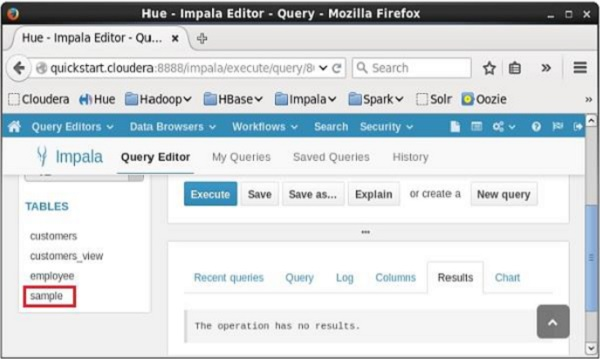 Hue - Impala Editor - Query - Mozilla Firefox
Hue - Impala Editor - Qu...
quickstart.cloudera:8888/impala/execute/query/8
Search
Cloudera Hue Hadoop HBase Impala Spark Solr Oozie
Query Editors Data Browsers Workflows Search Security
Impala Query Editor My Queries Saved Queries History
Execute Save Save as... Explain or create a New query
TABLES
customers
customers_view
employee
sample
Recent queries Query Log Columns Results Chart
The operation has no results.